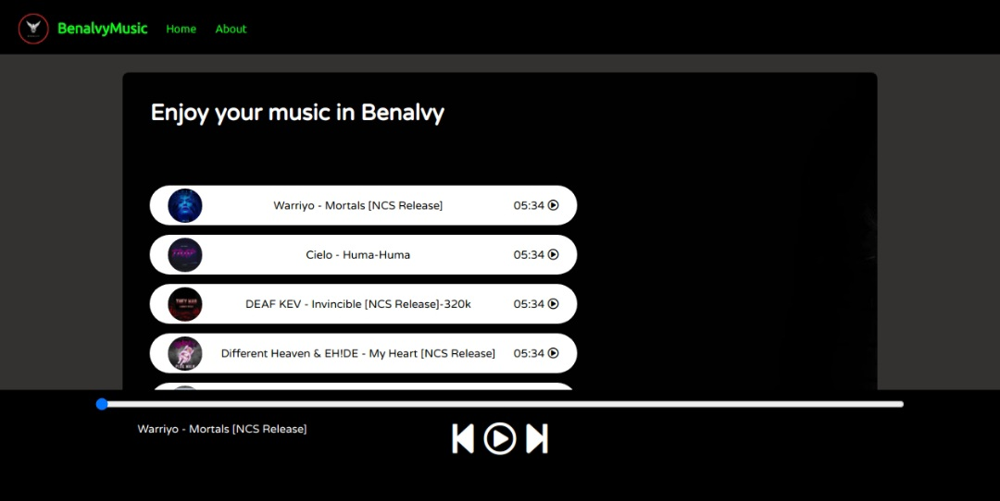 BenalvyMusic Home About
Enjoy your music in Benalvy
Warriyo - Mortals [NCS Release] 05:34
Cielo - Huma-Huma 05:34
DEAF KEV - Invincible [NCS Release]-320k 05:34
Different Heaven & EH!DE - My Heart [NCS Release] 05:34
Warriyo - Mortals [NCS Release]